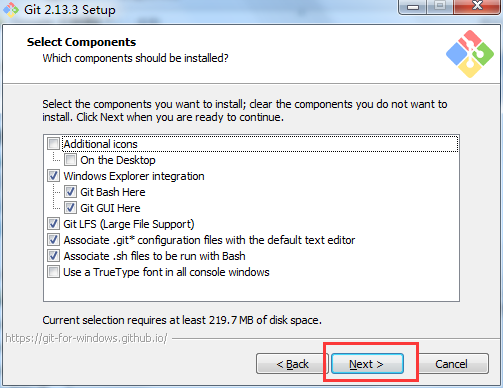 Git 2.13.3 Setup
Select Components
Which components should be installed?
Select the components you want to install; clear the components you do not want to
install. Click Next when you are ready to continue.
Additional icons
On the Desktop
Windows Explorer integration
Git Bash Here
Git GUI Here
Git LFS (Large File Support)
Associate .git* configuration files with the default text editor
Associate .sh files to be run with Bash
Use a TrueType font in all console windows
Current selection requires at least 219.7 MB of disk space.
https://git-for-windows.github.io/
< Back
Next >
Cancel